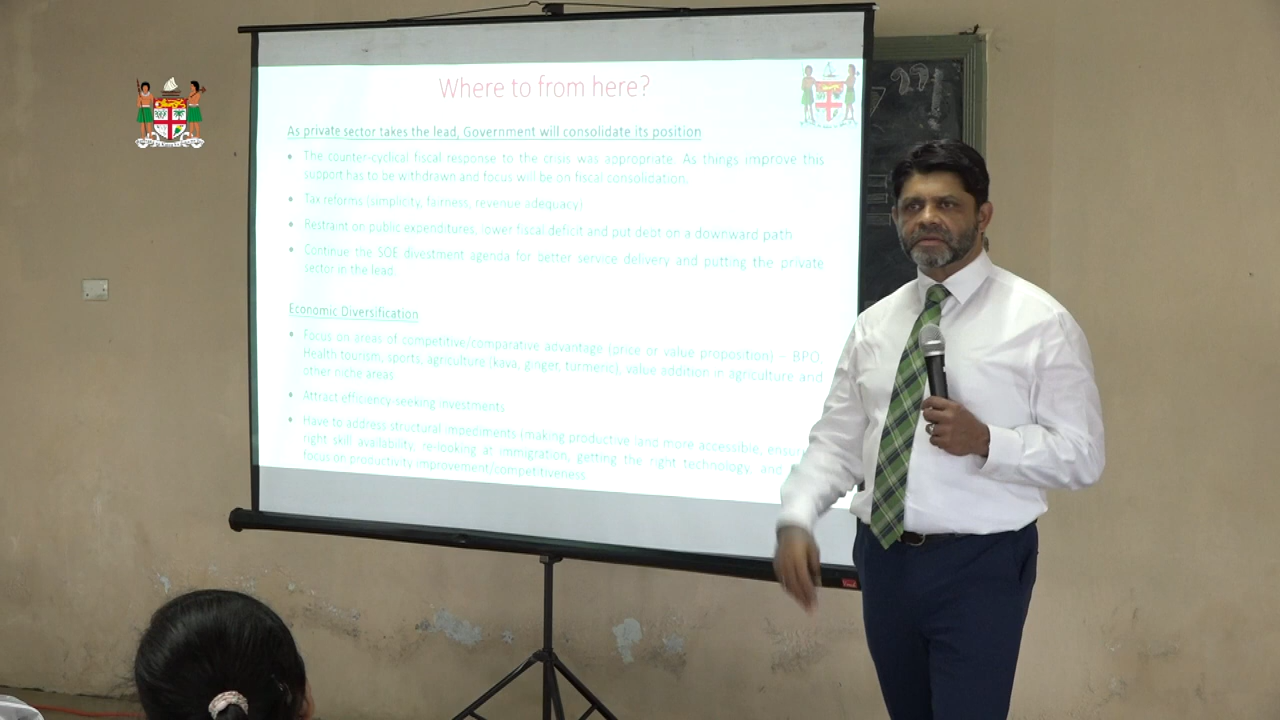 Where to from here?
As private sector takes the lead, Government will consolidate its position
• The counter-cyclical fiscal response to the crisis was appropriate. As things improve this
support has to be withdrawn and focus will be on fiscal consolidation.
• Tax reforms (simplicity, fairness, revenue adequacy)
• Restraint on public expenditures, lower fiscal deficit and put debt on a downward path
• Continue the SOE divestment agenda for better service delivery and putting the private
sector in the lead.
Economic Diversification
• Focus on areas of competitive/comparative advantage (price or value proposition) – BPO,
Health tourism, sports, agriculture (kava, ginger, turmeric), value addition in agriculture and
other niche areas
• Attract efficiency-seeking investments
• Have to address structural impediments (making productive land more accessible,
right skill availability, re-looking at immigration, getting the right technology, and
focus on productivity improvement/competitiveness